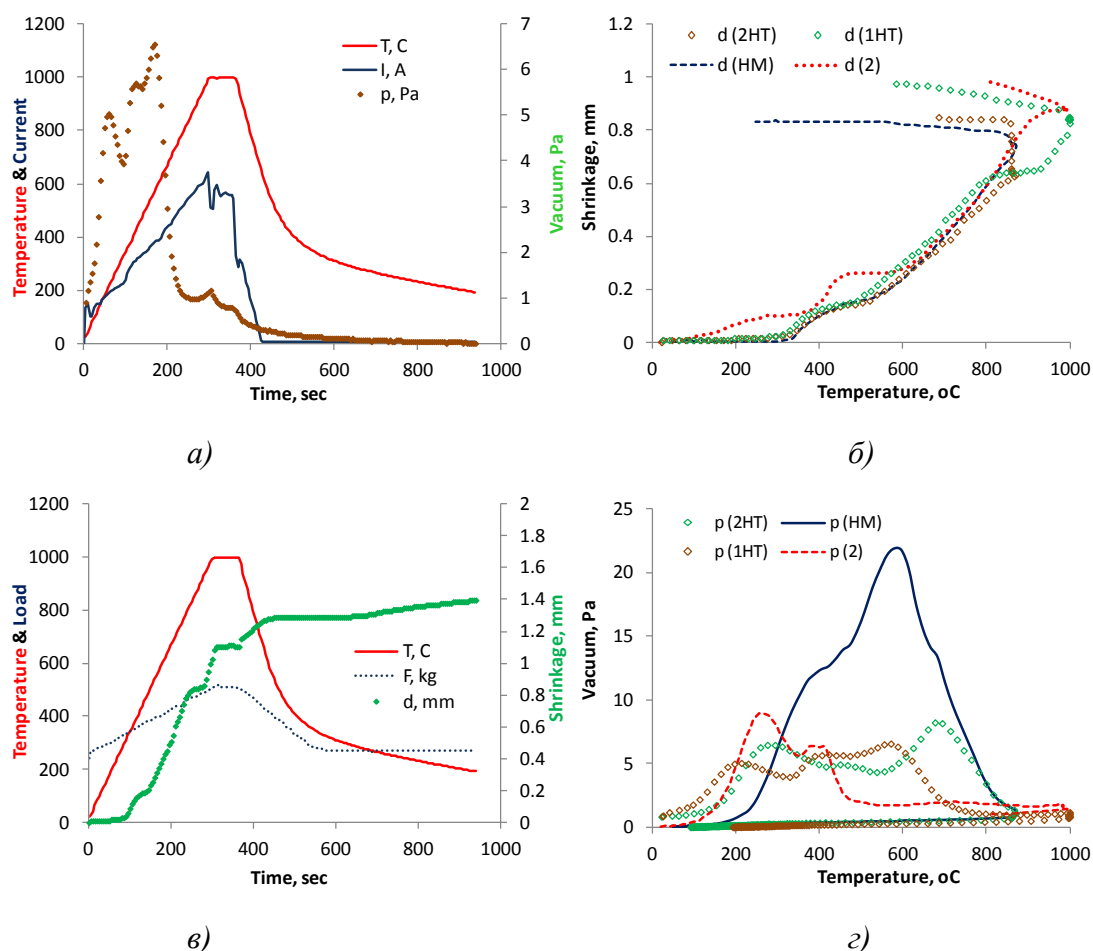 1200
1000
800
600
400
200
0
Temperature & Current
7
6
5
4
3
2
1
0
Vacuum, Pa
T, C
I, A
p, Pa
0 200 400 600 800 1000
Time, sec
а)
1.2
1
0.8
0.6
0.4
0.2
0
Shrinkage, mm
d (2HT) d (1HT)
d (HM) d (2)
0 200 400 600 800 1000
Temperature, oC
б)
1200
1000
800
600
400
200
0
Temperature & Load
2
1.8
1.6
1.4
1.2
1
0.8
0.6
0.4
0.2
0
Shrinkage, mm
T, C
F, kg
d, mm
0 200 400 600 800 1000
Time, sec
в)
25
20
15
10
5
0
Vacuum, Pa
p (2HT) p (HM)
p (1HT) p (2)
0 200 400 600 800 1000
Temperature, oC
г)